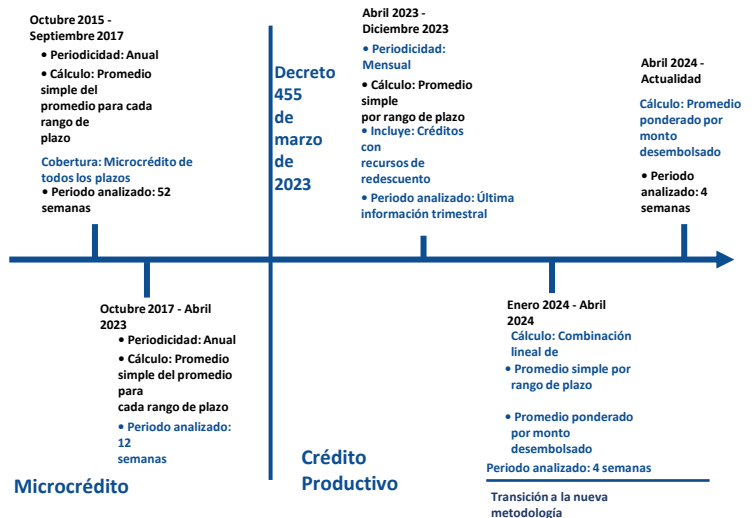 Octubre 2015 -
Septiembre 2017
• Periodicidad: Anual
• Cálculo: Promedio
simple del
promedio para cada
rango de
plazo
Cobertura: Microcrédito de
todos los plazos
• Periodo analizado: 52
semanas
Decreto
455
de
marzo
de
2023
Abril 2023 -
Diciembre 2023
• Periodicidad:
Mensual
• Cálculo: Promedio
simple
por rango de plazo
• Incluye: Créditos
con
recursos de
redescuento
• Periodo analizado: Última
información trimestral
Abril 2024 -
Actualidad
Cálculo: Promedio
ponderado por
monto
desembolsado
• Periodo
analizado: 4
semanas
Octubre 2017 - Abril
2023
• Periodicidad: Anual
• Cálculo: Promedio
simple del promedio
para
cada rango de plazo
• Periodo analizado:
12
semanas
Enero 2024 - Abril
2024
Cálculo: Combinación
lineal de
• Promedio simple por
rango de plazo
• Promedio ponderado
por monto
desembolsado
Periodo analizado: 4 semanas
Transición a la nueva
metodología
Microcrédito
Crédito
Productivo